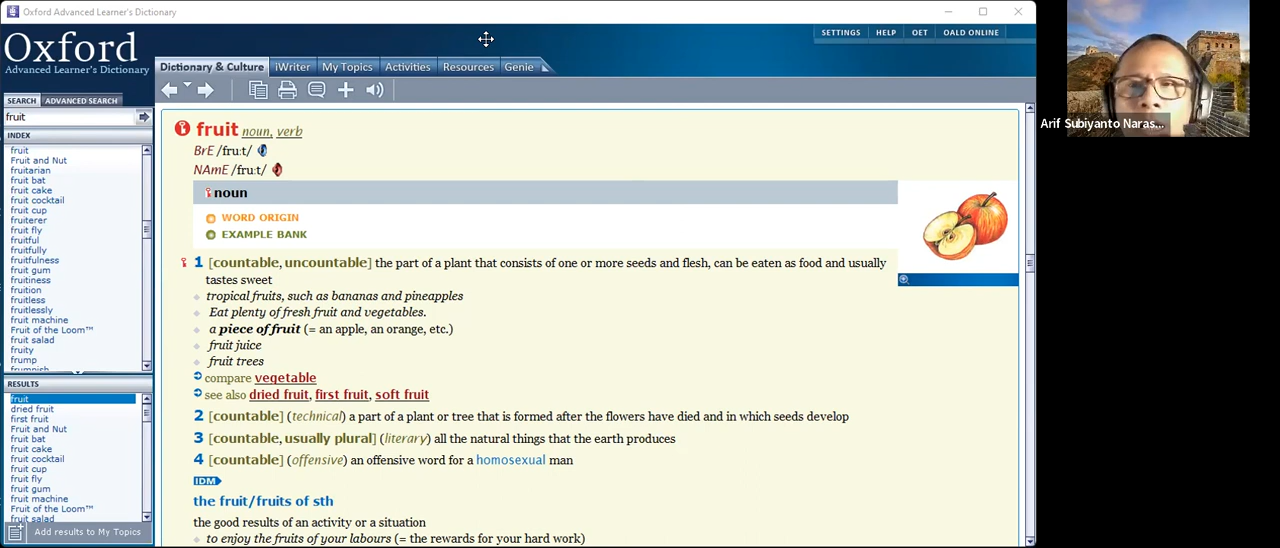 Oxford Advanced Learner's Dictionary
Oxford
Advanced Learner's Dictionary
SETTINGS HELP OET OALD ONLINE
Dictionary & Culture iWriter My Topics Activities Resources Genie
SEARCH ADVANCED SEARCH
fruit
INDEX
fruit
Fruit and Nut
fruitarian
fruit bat
fruit cake
fruit cocktail
fruit cup
fruiterer
fruit fly
fruitful
fruitfully
fruitfulness
fruit gum
fruitiness
fruition
fruitless
fruitlessly
fruit machine
Fruit of the Loom™
fruit salad
fruity
frump
frumpish
RESULTS
fruit
dried fruit
first fruit
Fruit and Nut
fruit bat
fruit cake
fruit cocktail
fruit cup
fruit fly
fruit gum
fruit machine
Fruit of the Loom™
fruit salad
Add results to My Topics
fruit noun, verb
BrE /fruːt/
NAmE /fruːt/
noun
WORD ORIGIN
EXAMPLE BANK
1 [countable, uncountable] the part of a plant that consists of one or more seeds and flesh, can be eaten as food and usually
tastes sweet
tropical fruits, such as bananas and pineapples
Eat plenty of fresh fruit and vegetables.
a piece of fruit (= an apple, an orange, etc.)
fruit juice
fruit trees
compare vegetable
see also dried fruit, first fruit, soft fruit
2 [countable] (technical) a part of a plant or tree that is formed after the flowers have died and in which seeds develop
3 [countable, usually plural] (literary) all the natural things that the earth produces
4 [countable] (offensive) an offensive word for a homosexual man
IDM
the fruit/fruits of sth
the good results of an activity or a situation
to enjoy the fruits of your labours (= the rewards for your hard work)
Arif Subiyanto Naras...